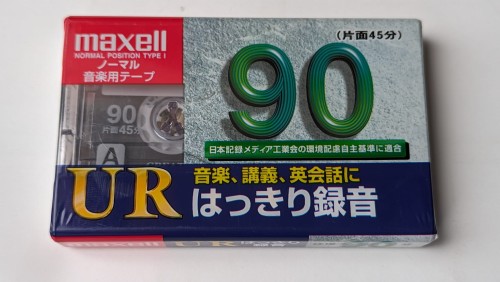 maxell
NORMAL POSITION TYPE I
ノーマル
音楽用テープ
90
(片面45分)
90
片面45分
A
日本記録メディア工業会の環境配慮自主基準に適合
UR
音楽、講義、英会話に
はっきり録音
maxell
UR